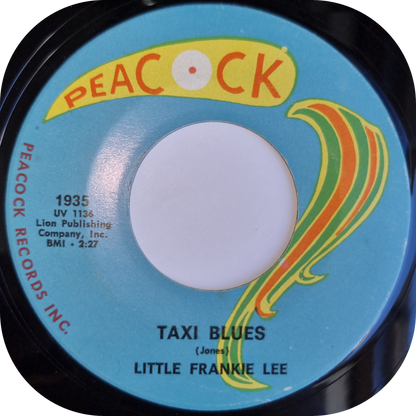 PEACOCK
PEACOCK RECORDS INC.
1935
UV 1136
Lion Publishing
Company, Inc.
BMI - 2:27
TAXI BLUES
(Jones)
LITTLE FRANKIE LEE